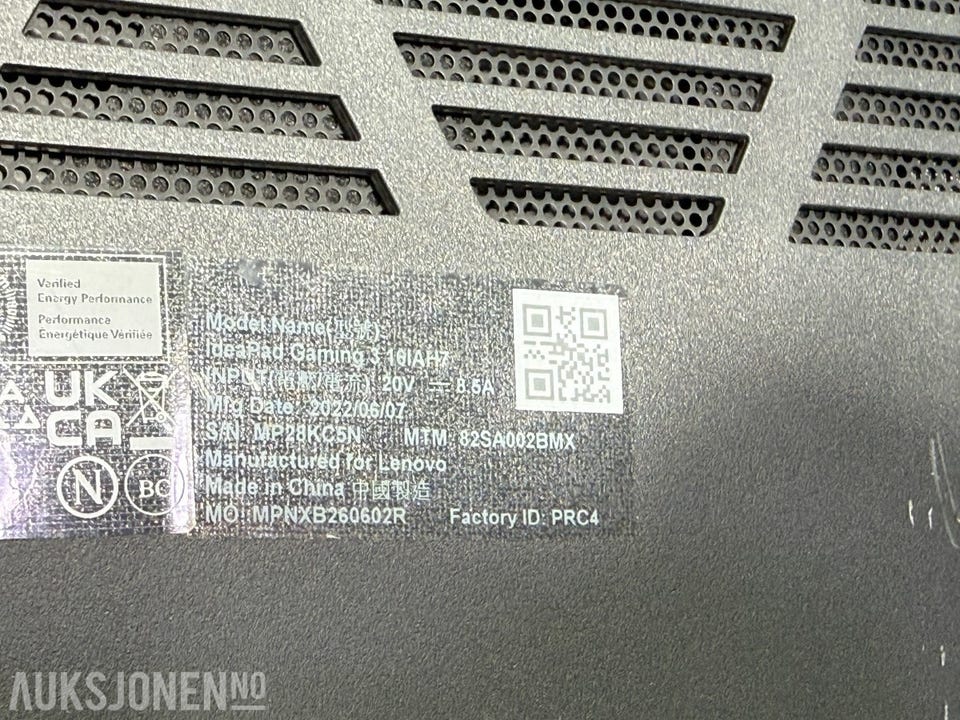 Verified
Energy Performance
Performance
Énergétique Vérifiée
UK
CA
N
BC
Model Name(型號):
IdeaPad Gaming 3 16IAH7
INPUT(電壓/電流): 20V ⎓ 8.5A
Mfg Date: 2022/06/07
S/N: MP28KC5N MTM: 82SA002BMX
Manufactured for Lenovo
Made in China 中國製造
MO: MPNXB260602R Factory ID: PRC4
AUKSJONEN NO